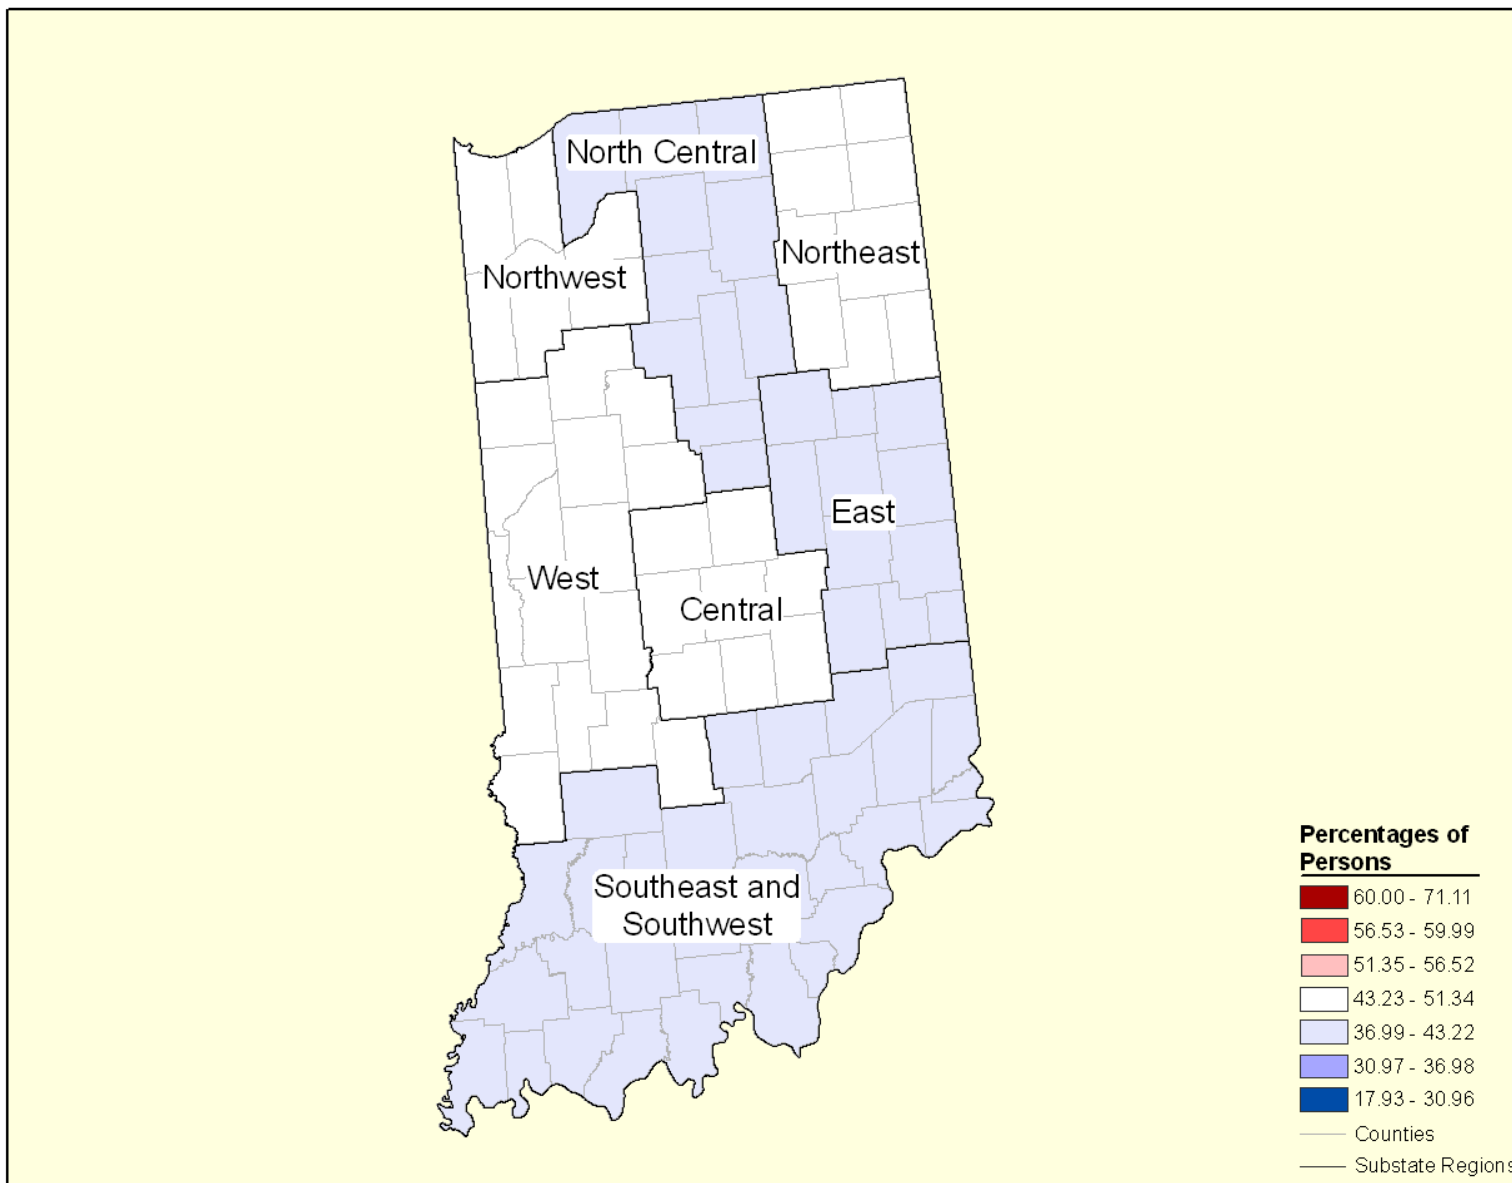 North Central
Northeast
Northwest
East
West
Central
Southeast and
Southwest
Percentages of
Persons
60.00 - 71.11
56.53 - 59.99
51.35 - 56.52
43.23 - 51.34
36.99 - 43.22
30.97 - 36.98
17.93 - 30.96
Counties
Substate Regions